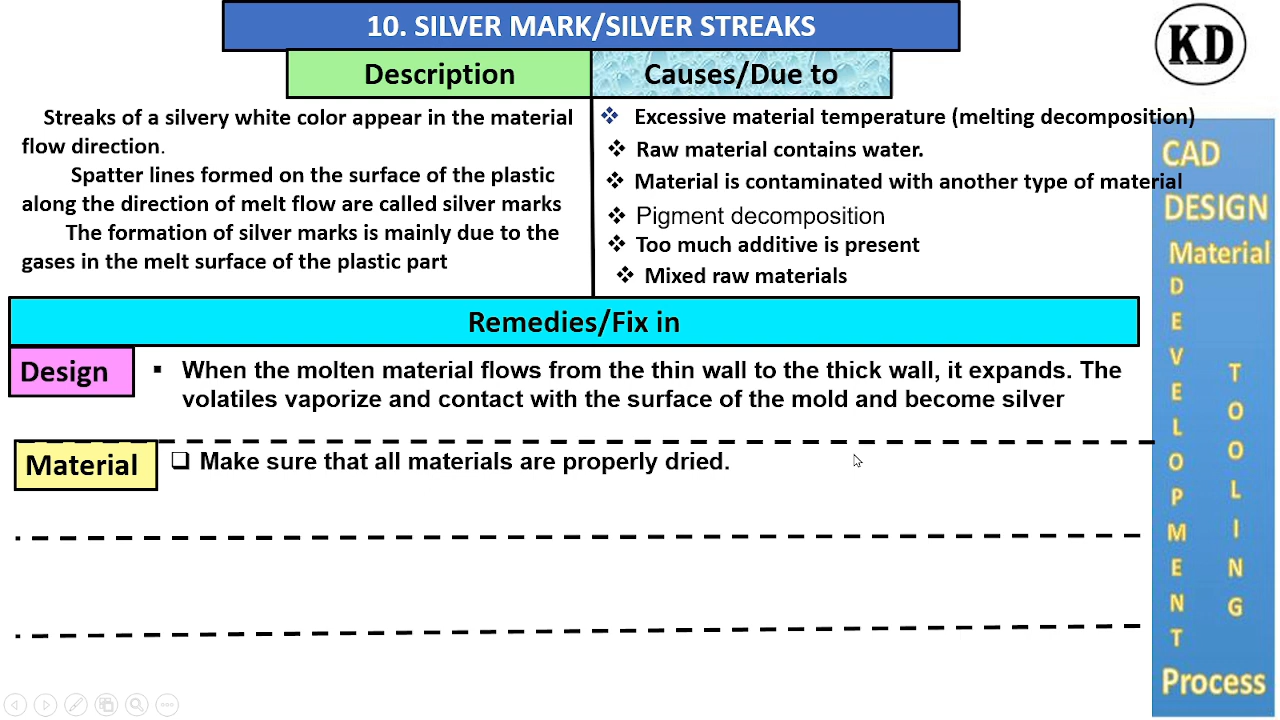 10. SILVER MARK/SILVER STREAKS
KD
Description
Causes/Due to
Streaks of a silvery white color appear in the material
flow direction.
Spatter lines formed on the surface of the plastic
along the direction of melt flow are called silver marks
The formation of silver marks is mainly due to the
gases in the melt surface of the plastic part
❖ Excessive material temperature (melting decomposition)
❖ Raw material contains water.
❖ Material is contaminated with another type of material
❖ Pigment decomposition
❖ Too much additive is present
❖ Mixed raw materials
Remedies/Fix in
Design
▪ When the molten material flows from the thin wall to the thick wall, it expands. The
volatiles vaporize and contact with the surface of the mold and become silver
Material
❑ Make sure that all materials are properly dried.
CAD
DESIGN
Material
DEVELOPMENT
TOOLING
Process